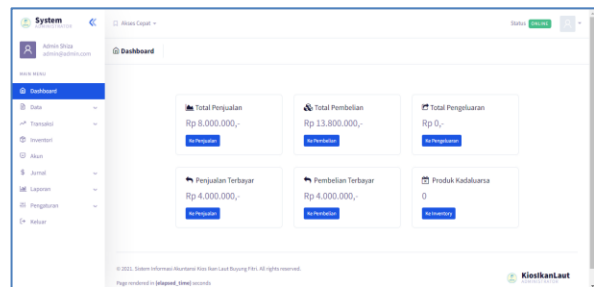 System
ADMINISTRATOR
Akses Cepat
Status ONLINE
Admin Shiza
admin@admin.com
Dashboard
MAIN MENU
Dashboard
Data
Transaksi
Inventori
Akun
Jurnal
Laporan
Pengaturan
Keluar
Total Penjualan
Rp 8.000.000,-
Ke Penjualan
Total Pembelian
Rp 13.800.000,-
Ke Pembelian
Total Pengeluaran
Rp 0,-
Ke Pengeluaran
Penjualan Terbayar
Rp 4.000.000,-
Ke Penjualan
Pembelian Terbayar
Rp 4.000.000,-
Ke Pembelian
Produk Kadaluarsa
0
Ke Inventory
© 2021. Sistem Informasi Akuntansi Kios Ikan Laut Buyung Fitri. All rights reserved.
Page rendered in {elapsed_time} seconds
KiosIkanLaut
ADMINISTRATOR